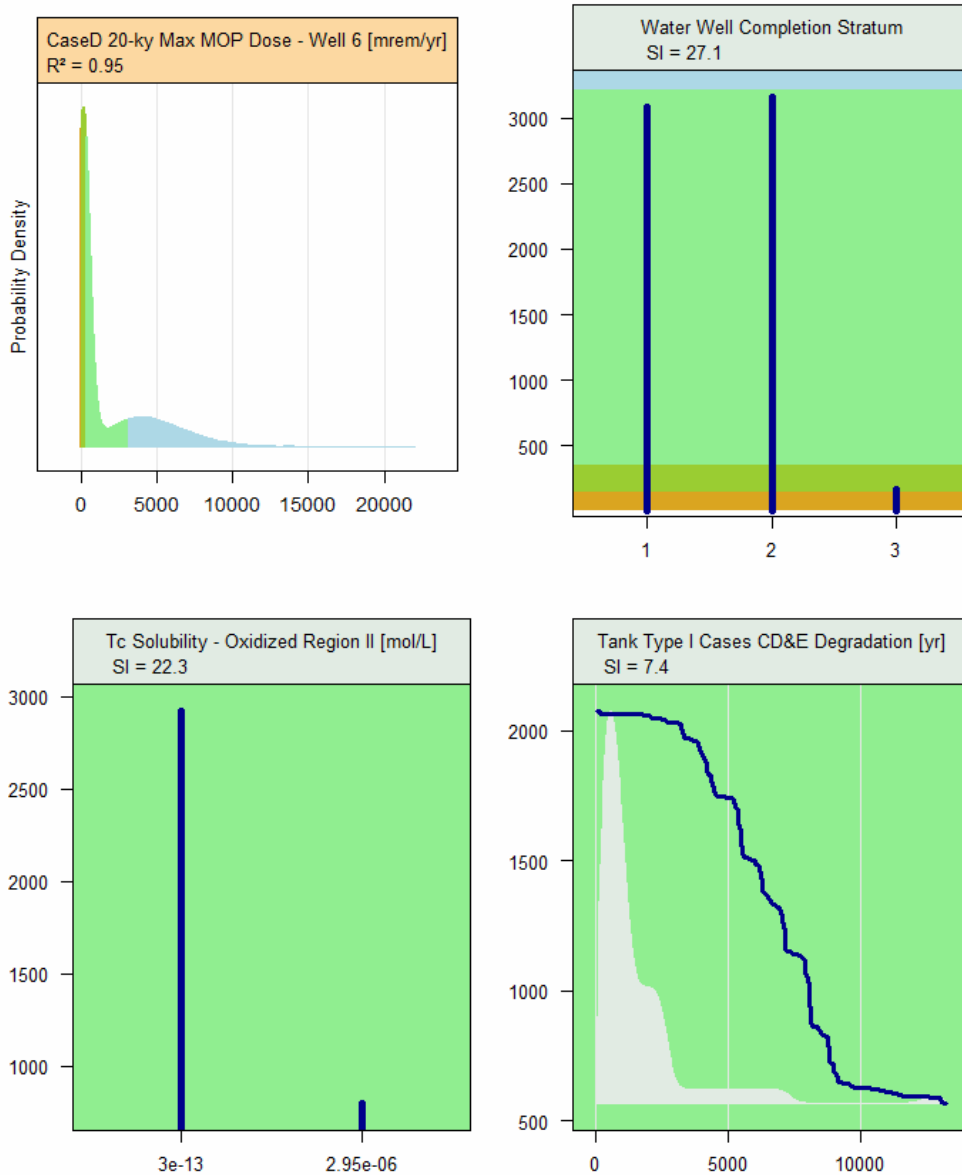 CaseD 20-ky Max MOP Dose - Well 6 [mrem/yr]
R² = 0.95
Probability Density
0 5000 10000 15000 20000
Water Well Completion Stratum
SI = 27.1
3000
2500
2000
1500
1000
500
1 2 3
Tc Solubility - Oxidized Region II [mol/L]
SI = 22.3
3000
2500
2000
1500
1000
3e-13 2.95e-06
Tank Type I Cases CD&E Degradation [yr]
SI = 7.4
2000
1500
1000
500
0 5000 10000